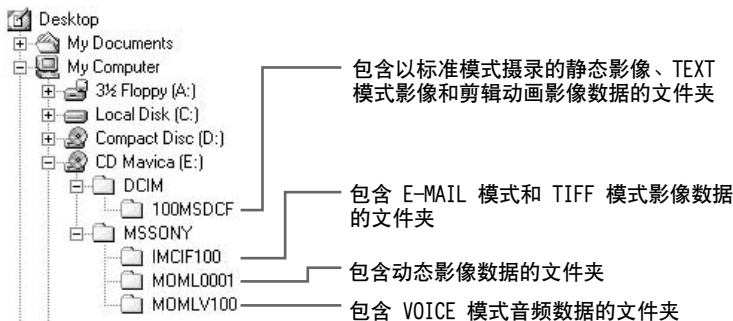 Desktop
My Documents
My Computer
3½ Floppy (A:)
Local Disk (C:)
Compact Disc (D:)
CD Mavica (E:)
DCIM
100MSDCF
MSSONY
IMCIF100
MOML0001
MOMLV100
包含以标准模式摄录的静态影像、TEXT
模式影像和剪辑动画影像数据的文件夹
包含 E-MAIL 模式和 TIFF 模式影像数据
的文件夹
包含动态影像数据的文件夹
包含 VOICE 模式音频数据的文件夹